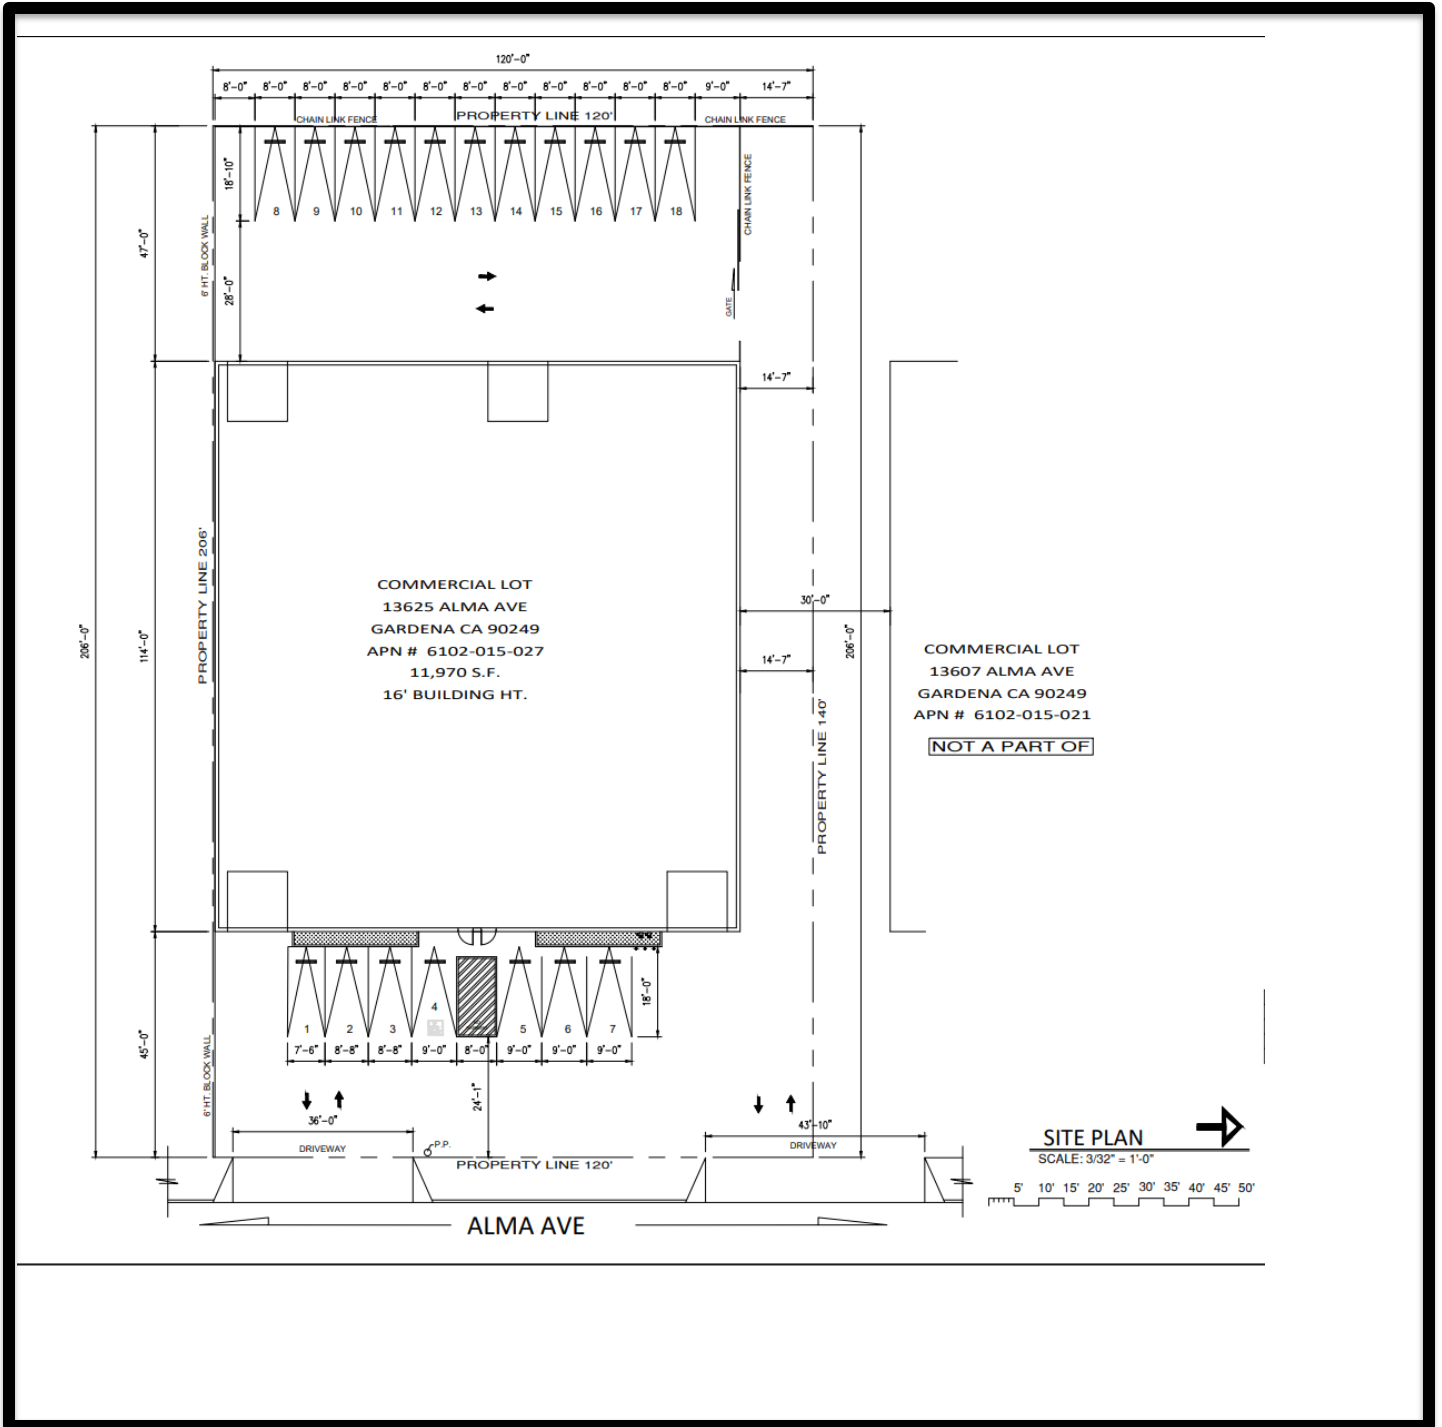 120'-0"
8'-0" 8'-0" 8'-0" 8'-0" 8'-0" 8'-0" 8'-0" 8'-0" 8'-0" 8'-0" 8'-0" 8'-0" 9'-0" 14'-7"
CHAIN LINK FENCE
PROPERTY LINE 120'
CHAIN LINK FENCE
18'-10"
CHAIN LINK FENCE
8 9 10 11 12 13 14 15 16 17 18
47'-0"
6' HT. BLOCK WALL
28'-0"
GATE
14'-7"
PROPERTY LINE 206'
206'-0"
114'-0"
COMMERCIAL LOT
13625 ALMA AVE
GARDENA CA 90249
APN # 6102-015-027
11,970 S.F.
16' BUILDING HT.
30'-0"
14'-7"
206'-0"
PROPERTY LINE 140'
COMMERCIAL LOT
13607 ALMA AVE
GARDENA CA 90249
APN # 6102-015-021
NOT A PART OF
18'-0"
4
1 2 3 5 6 7
7'-6" 8'-8" 8'-8" 9'-0" 8'-0" 9'-0" 9'-0" 9'-0"
45'-0"
6' HT. BLOCK WALL
24'-1"
36'-0"
43'-10"
DRIVEWAY
P.P.
DRIVEWAY
PROPERTY LINE 120'
SITE PLAN
SCALE: 3/32" = 1'-0"
5' 10' 15' 20' 25' 30' 35' 40' 45' 50'
ALMA AVE